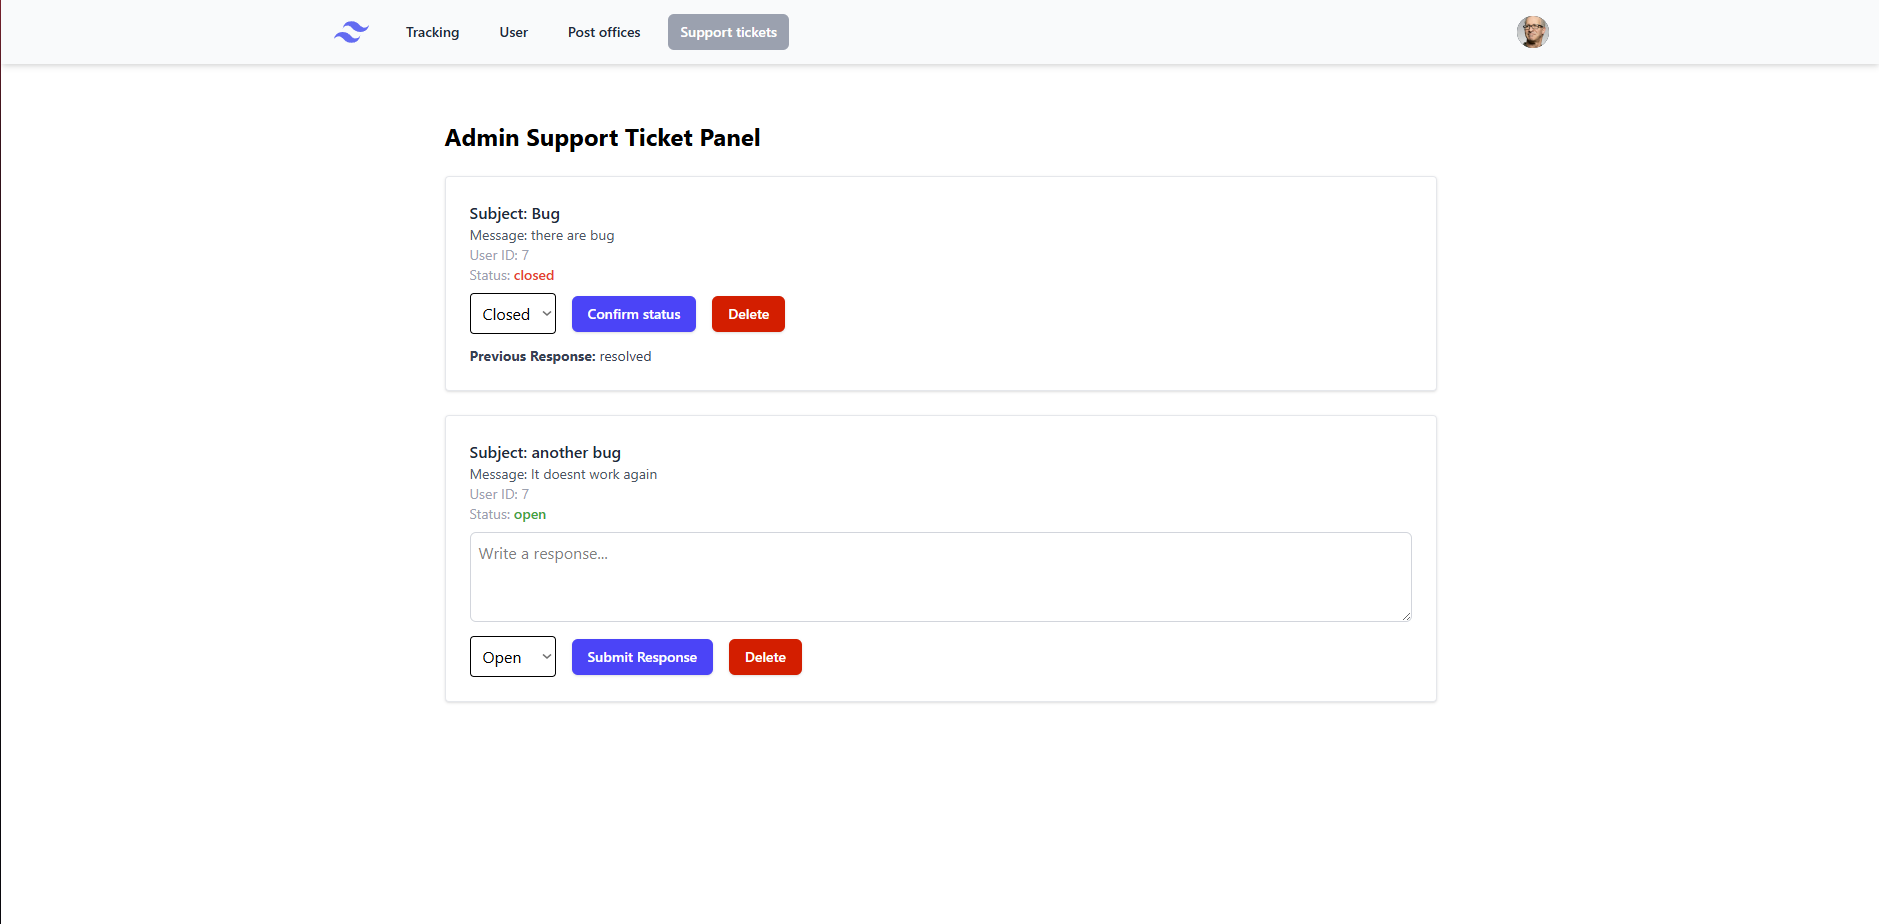 Tracking User Post offices Support tickets
Admin Support Ticket Panel
Subject: Bug
Message: there are bug
User ID: 7
Status: closed
Closed Confirm status Delete
Previous Response: resolved
Subject: another bug
Message: It doesnt work again
User ID: 7
Status: open
Write a response...
Open Submit Response Delete